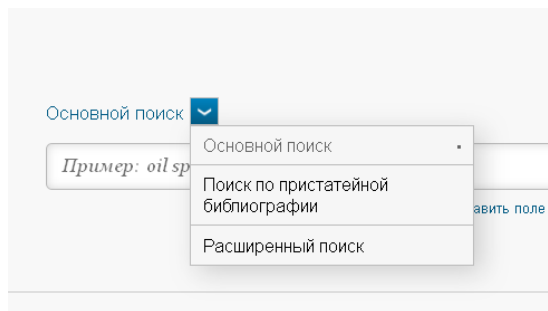 Основной поиск
Основной поиск
Пример: oil sp
Поиск по пристатейной
библиографии
авить поле
Расширенный поиск